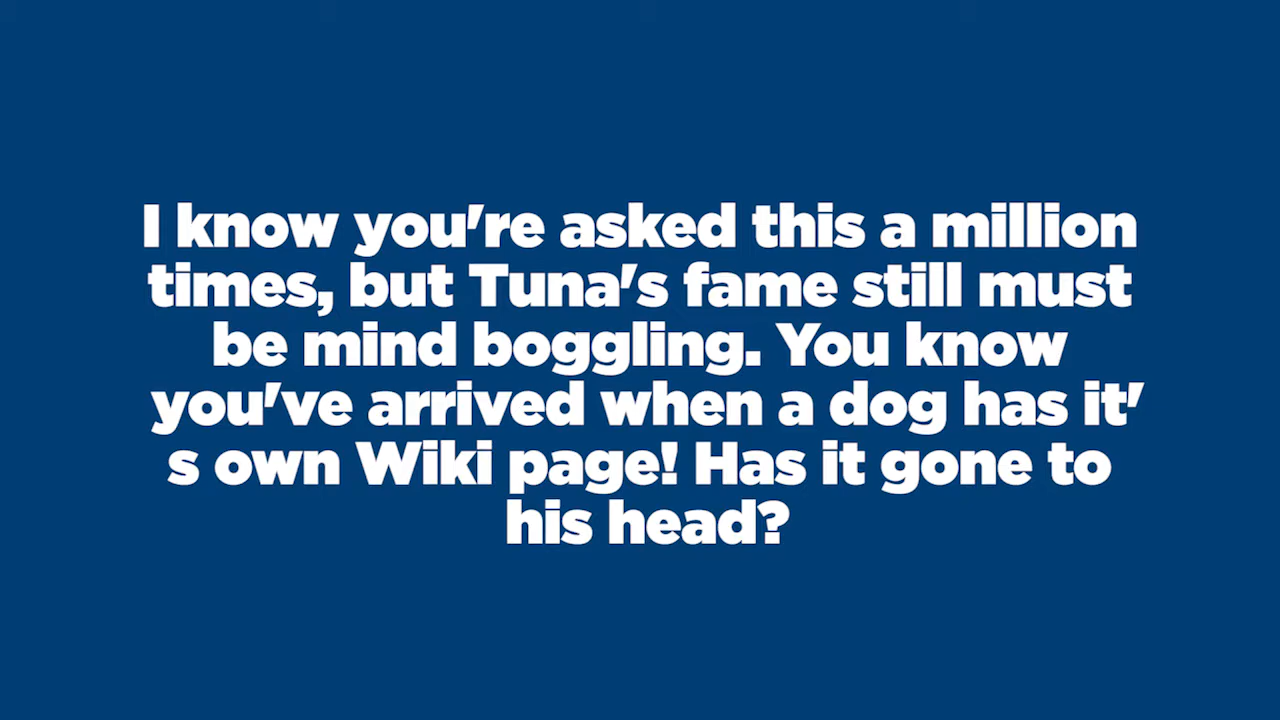 I know you're asked this a million
times, but Tuna's fame still must
be mind boggling. You know
you've arrived when a dog has it'
s own Wiki page! Has it gone to
his head?